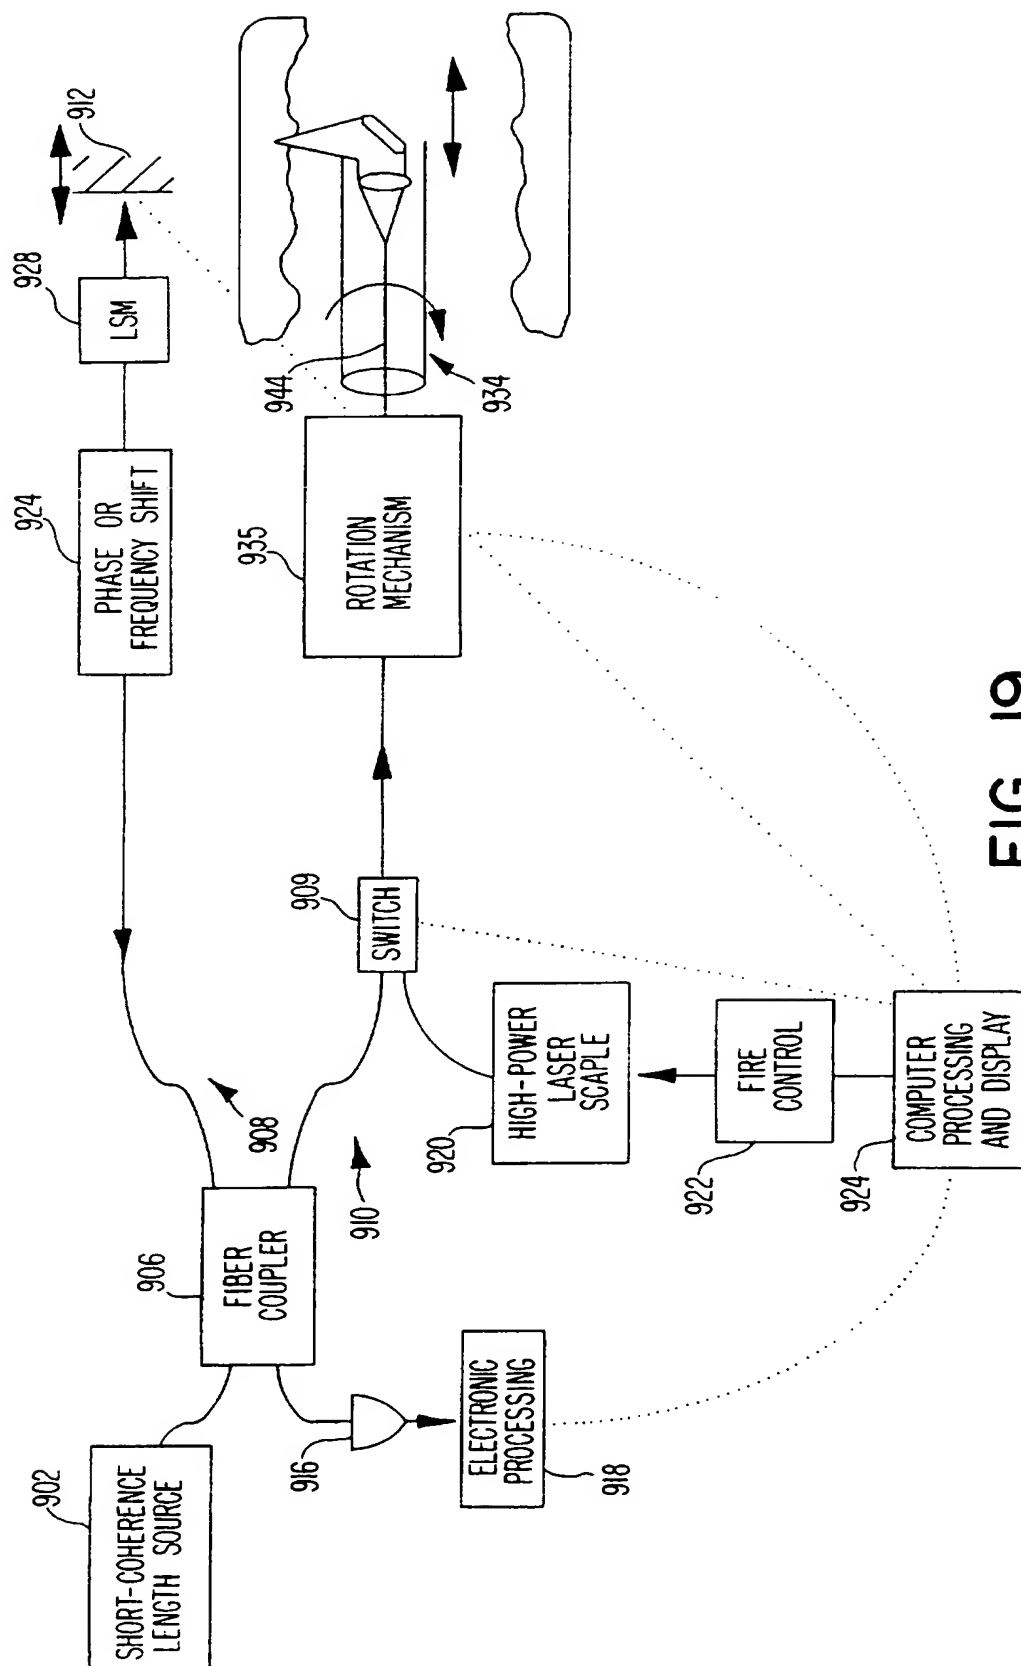 902
SHORT-COHERENCE
LENGTH SOURCE
906
FIBER
COUPLER
916
ELECTRONIC
PROCESSING
918
908
910
924
PHASE OR
FREQUENCY SHIFT
928
LSM
912
909
SWITCH
935
ROTATION
MECHANISM
944
934
920
HIGH-POWER
LASER
SCAPLE
922
FIRE
CONTROL
924
COMPUTER
PROCESSING
AND DISPLAY
FIG 19